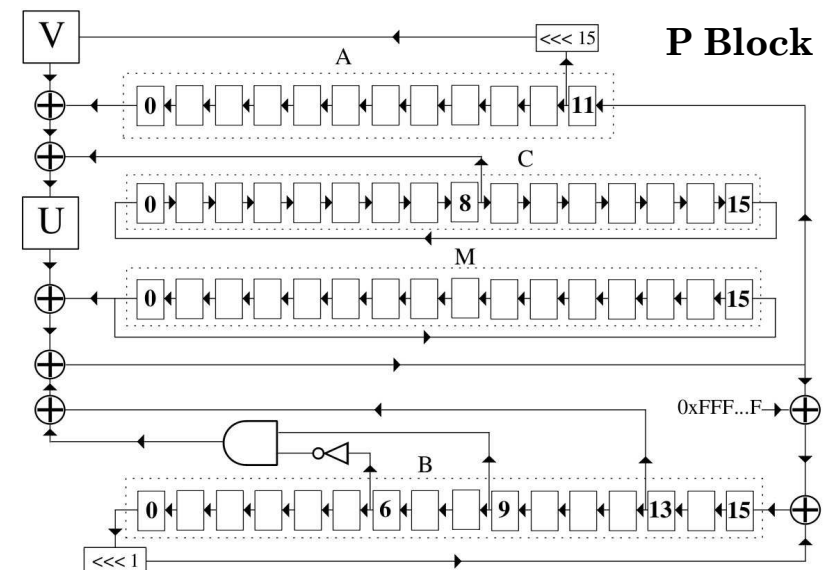 P Block
V
<<< 15
A
0 11
C
0 8 15
U
M
0 15
0xFFF...F
B
0 6 9 13 15
<<< 1